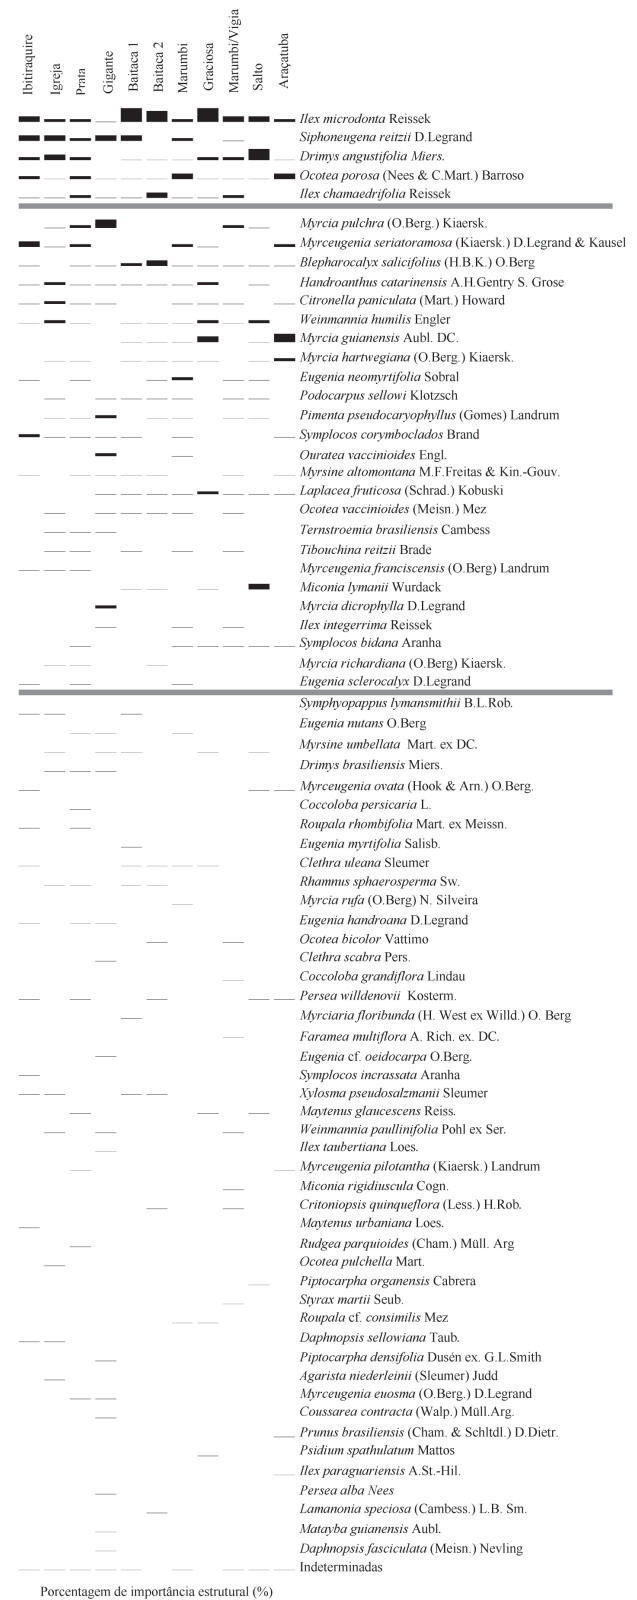 Ibitiraquire
Igreja
Prata
Gigante
Baitaca 1
Baitaca 2
Marumbi
Graciosa
Marumbi/Vigia
Salto
Araçatuba
Ilex microdonta Reissek
Siphoneugena reitzii D.Legrand
Drimys angustifolia Miers.
Ocotea porosa (Nees & C.Mart.) Barroso
Ilex chamaedrifolia Reissek
Myrcia pulchra (O.Berg.) Kiaersk.
Myrceugenia seriatoramosa (Kiaersk.) D.Legrand & Kausel
Blepharocalyx salicifolius (H.B.K.) O.Berg
Handroanthus catarinensis A.H.Gentry S. Grose
Citronella paniculata (Mart.) Howard
Weinmannia humilis Engler
Myrcia guianensis Aubl. DC.
Myrcia hartwegiana (O.Berg.) Kiaersk.
Eugenia neomyrtifolia Sobral
Podocarpus sellowi Klotzsch
Pimenta pseudocaryophyllus (Gomes) Landrum
Symplocos corymboclados Brand
Ouratea vaccinioides Engl.
Myrsine altomontana M.F.Freitas & Kin.-Gouv.
Laplacea fruticosa (Schrad.) Kobuski
Ocotea vaccinioides (Meisn.) Mez
Ternstroemia brasiliensis Cambess
Tibouchina reitzii Brade
Myrceugenia franciscensis (O.Berg) Landrum
Miconia lymanii Wurdack
Myrcia dicrophylla D.Legrand
Ilex integerrima Reissek
Symplocos bidana Aranha
Myrcia richardiana (O.Berg) Kiaersk.
Eugenia sclerocalyx D.Legrand
Symphyopappus lymansmithii B.L.Rob.
Eugenia nutans O.Berg
Myrsine umbellata Mart. ex DC.
Drimys brasiliensis Miers.
Myrceugenia ovata (Hook & Arn.) O.Berg.
Coccoloba persicaria L.
Roupala rhombifolia Mart. ex Meissn.
Eugenia myrtifolia Salisb.
Clethra uleana Sleumer
Rhamnus sphaerosperma Sw.
Myrcia rufa (O.Berg) N. Silveira
Eugenia handroana D.Legrand
Ocotea bicolor Vattimo
Clethra scabra Pers.
Coccoloba grandiflora Lindau
Persea willdenovii Kosterm.
Myrciaria floribunda (H. West ex Willd.) O. Berg
Faramea multiflora A. Rich. ex. DC.
Eugenia cf. oeidocarpa O.Berg.
Symplocos incrassata Aranha
Xylosma pseudosalzmanii Sleumer
Maytenus glaucescens Reiss.
Weinmannia paullinifolia Pohl ex Ser.
Ilex taubertiana Loes.
Myrceugenia pilotantha (Kiaersk.) Landrum
Miconia rigidiuscula Cogn.
Critoniopsis quinqueflora (Less.) H.Rob.
Maytenus urbaniana Loes.
Rudgea parquioides (Cham.) Müll. Arg
Ocotea pulchella Mart.
Piptocarpha organensis Cabrera
Styrax martii Seub.
Roupala cf. consimilis Mez
Daphnopsis sellowiana Taub.
Piptocarpha densifolia Dusén ex. G.L.Smith
Agarista niederleinii (Sleumer) Judd
Myrceugenia euosma (O.Berg.) D.Legrand
Coussarea contracta (Walp.) Müll.Arg.
Prunus brasiliensis (Cham. & Schltdl.) D.Dietr.
Psidium spathulatum Mattos
Ilex paraguariensis A.St.-Hil.
Persea alba Nees
Lamanonia speciosa (Cambess.) L.B. Sm.
Matayba guianensis Aubl.
Daphnopsis fasciculata (Meisn.) Nevling
Indeterminadas
Porcentagem de importância estrutural (%)